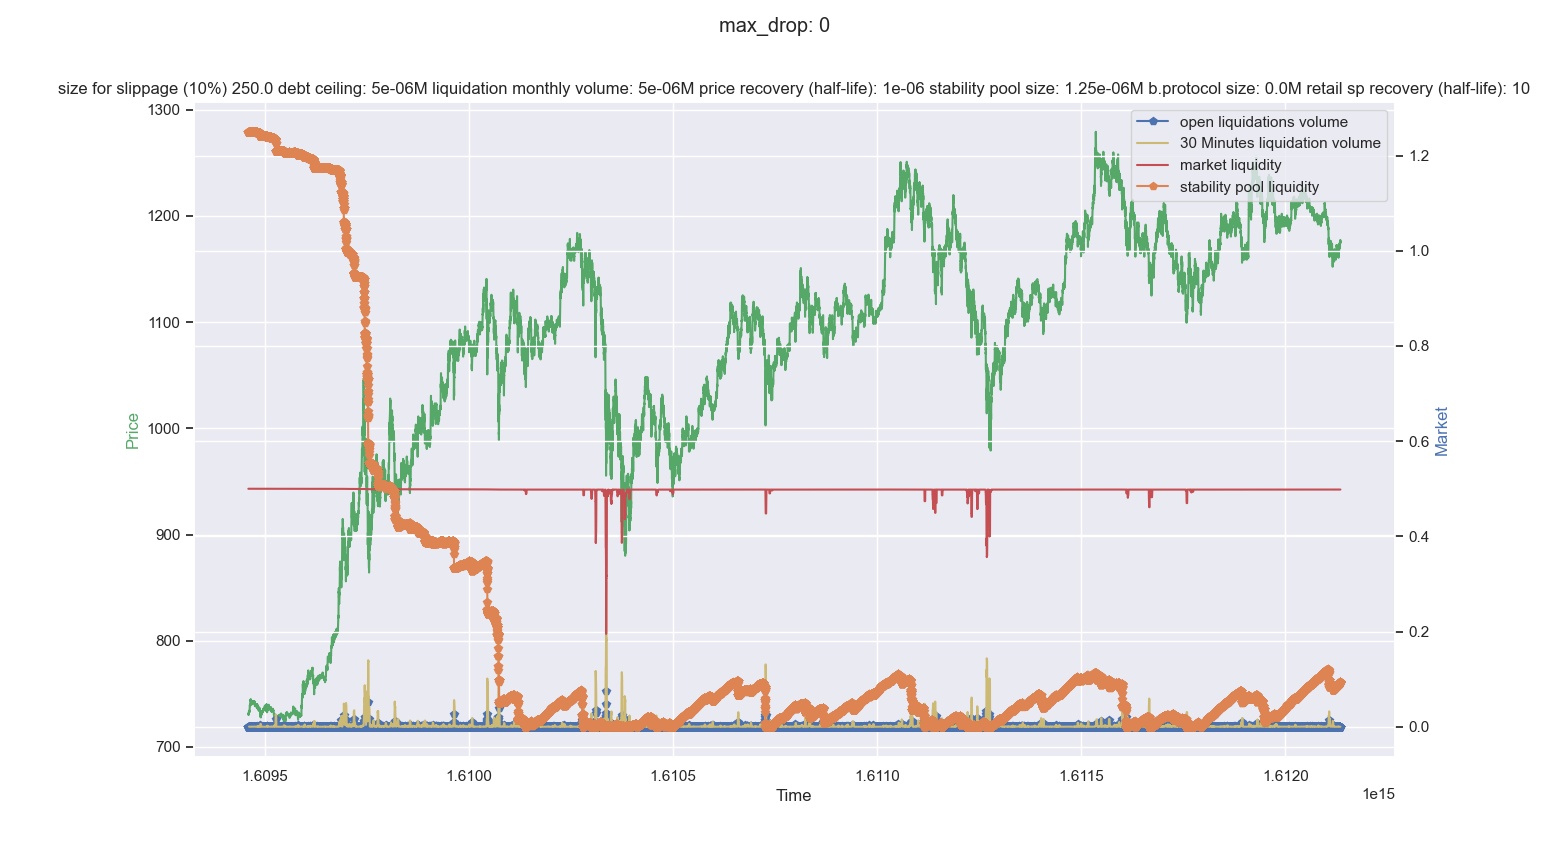 max_drop: 0
size for slippage (10%) 250.0 debt ceiling: 5e-06M liquidation monthly volume: 5e-06M price recovery (half-life): 1e-06 stability pool size: 1.25e-06M b.protocol size: 0.0M retail sp recovery (half-life): 10
1300
1200
1100
1000
900
800
700
Price
open liquidations volume
30 Minutes liquidation volume
market liquidity
stability pool liquidity
1.2
1.0
0.8
0.6
0.4
0.2
0.0
Market
1.6095 1.6100 1.6105 1.6110 1.6115 1.6120
Time
1e15